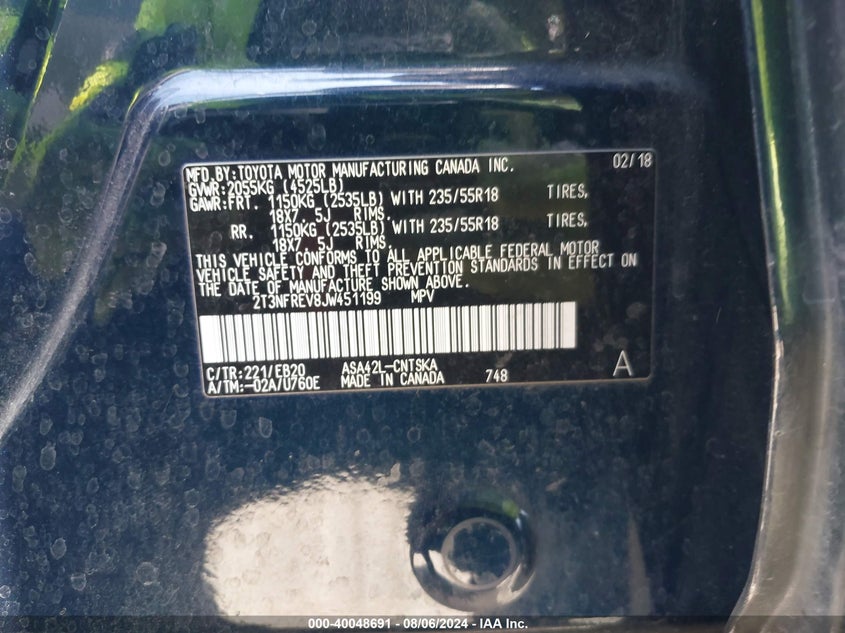 MFD.BY:TOYOTA MOTOR MANUFACTURING CANADA INC. 02/18
GVWR:2055KG (4525LB)
GAWR:FRT. 1150KG (2535LB) WITH 235/55R18 TIRES,
18X7.5J RIMS,
RR. 1150KG (2535LB) WITH 235/55R18 TIRES,
18X7.5J RIMS,
THIS VEHICLE CONFORMS TO ALL APPLICABLE FEDERAL MOTOR
VEHICLE SAFETY AND THEFT PREVENTION STANDARDS IN EFFECT ON
THE DATE OF MANUFACTURE SHOWN ABOVE.
2T3NFREV8JW451199 MPV
C/TR:221/EB20 ASA42L-CNTSKA
A/TM:-02A/U760E MADE IN CANADA 748 A
000-40048691 - 08/06/2024 - IAA Inc.